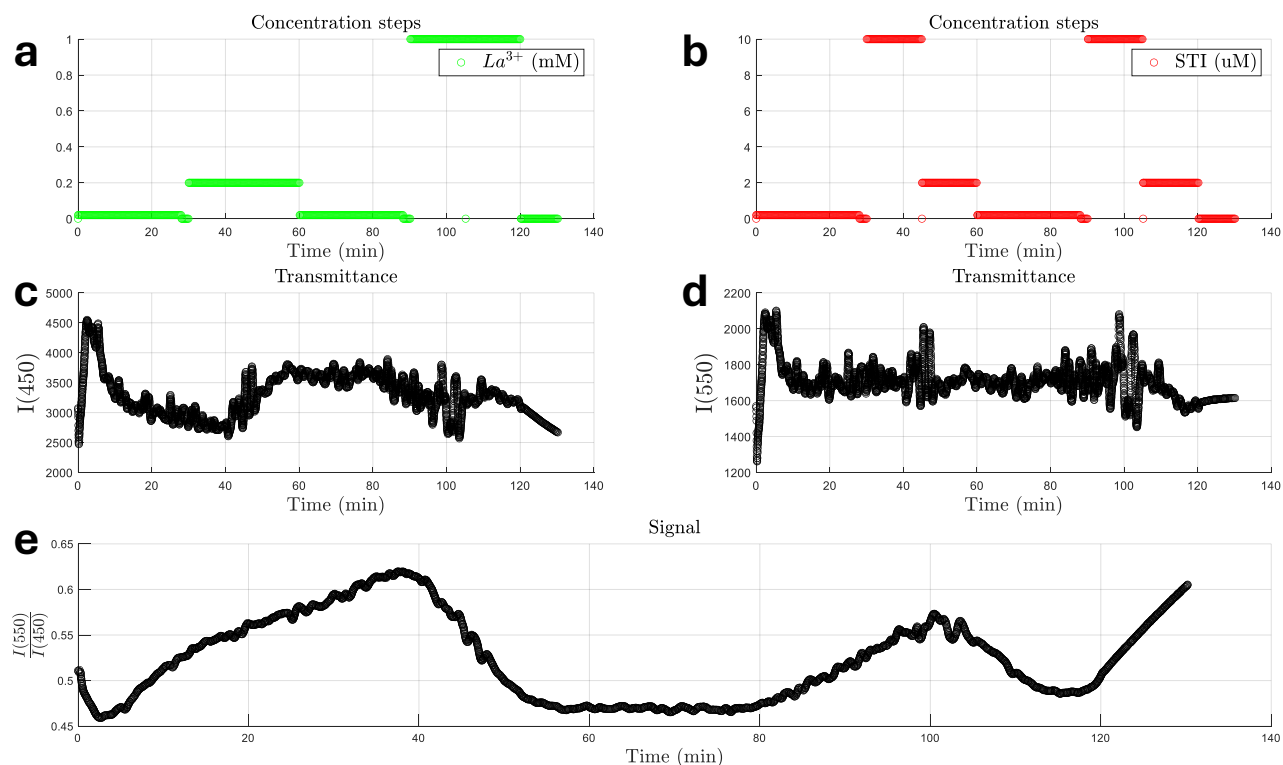 a
Concentration steps
La³⁺ (mM)
1
0.8
0.6
0.4
0.2
0
0 20 40 60 80 100 120 140
Time (min)
b
Concentration steps
STI (uM)
10
8
6
4
2
0
0 20 40 60 80 100 120 140
Time (min)
c
Transmittance
I(450)
5000
4500
4000
3500
3000
2500
2000
0 20 40 60 80 100 120 140
Time (min)
d
Transmittance
I(550)
2200
2000
1800
1600
1400
1200
0 20 40 60 80 100 120 140
Time (min)
e
Signal
I(550)
I(450)
0.65
0.6
0.55
0.5
0.45
0 20 40 60 80 100 120 140
Time (min)